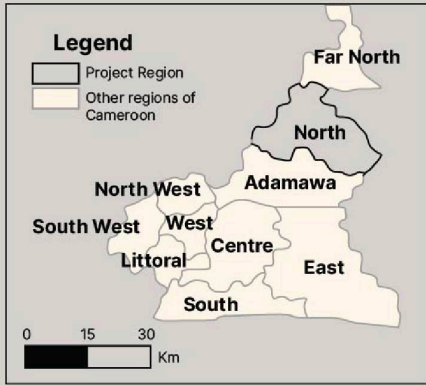 Legend
Project Region
Other regions of
Cameroon
Far North
North
Adamawa
North West
South West
West
Centre
Littoral
East
South
0 15 30
Km